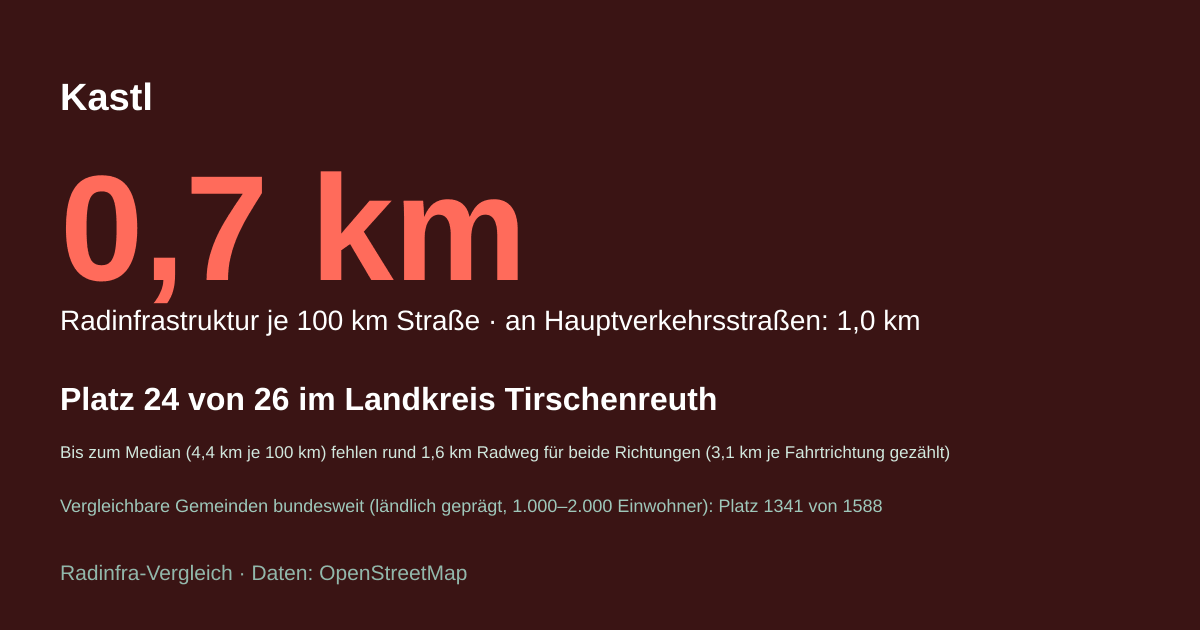 Kastl
0,7 km
Radinfrastruktur je 100 km Straße · an Hauptverkehrsstraßen: 1,0 km
Platz 24 von 26 im Landkreis Tirschenreuth
Bis zum Median (4,4 km je 100 km) fehlen rund 1,6 km Radweg für beide Richtungen (3,1 km je Fahrtrichtung gezählt)
Vergleichbare Gemeinden bundesweit (ländlich geprägt, 1.000–2.000 Einwohner): Platz 1341 von 1588
Radinfra-Vergleich · Daten: OpenStreetMap